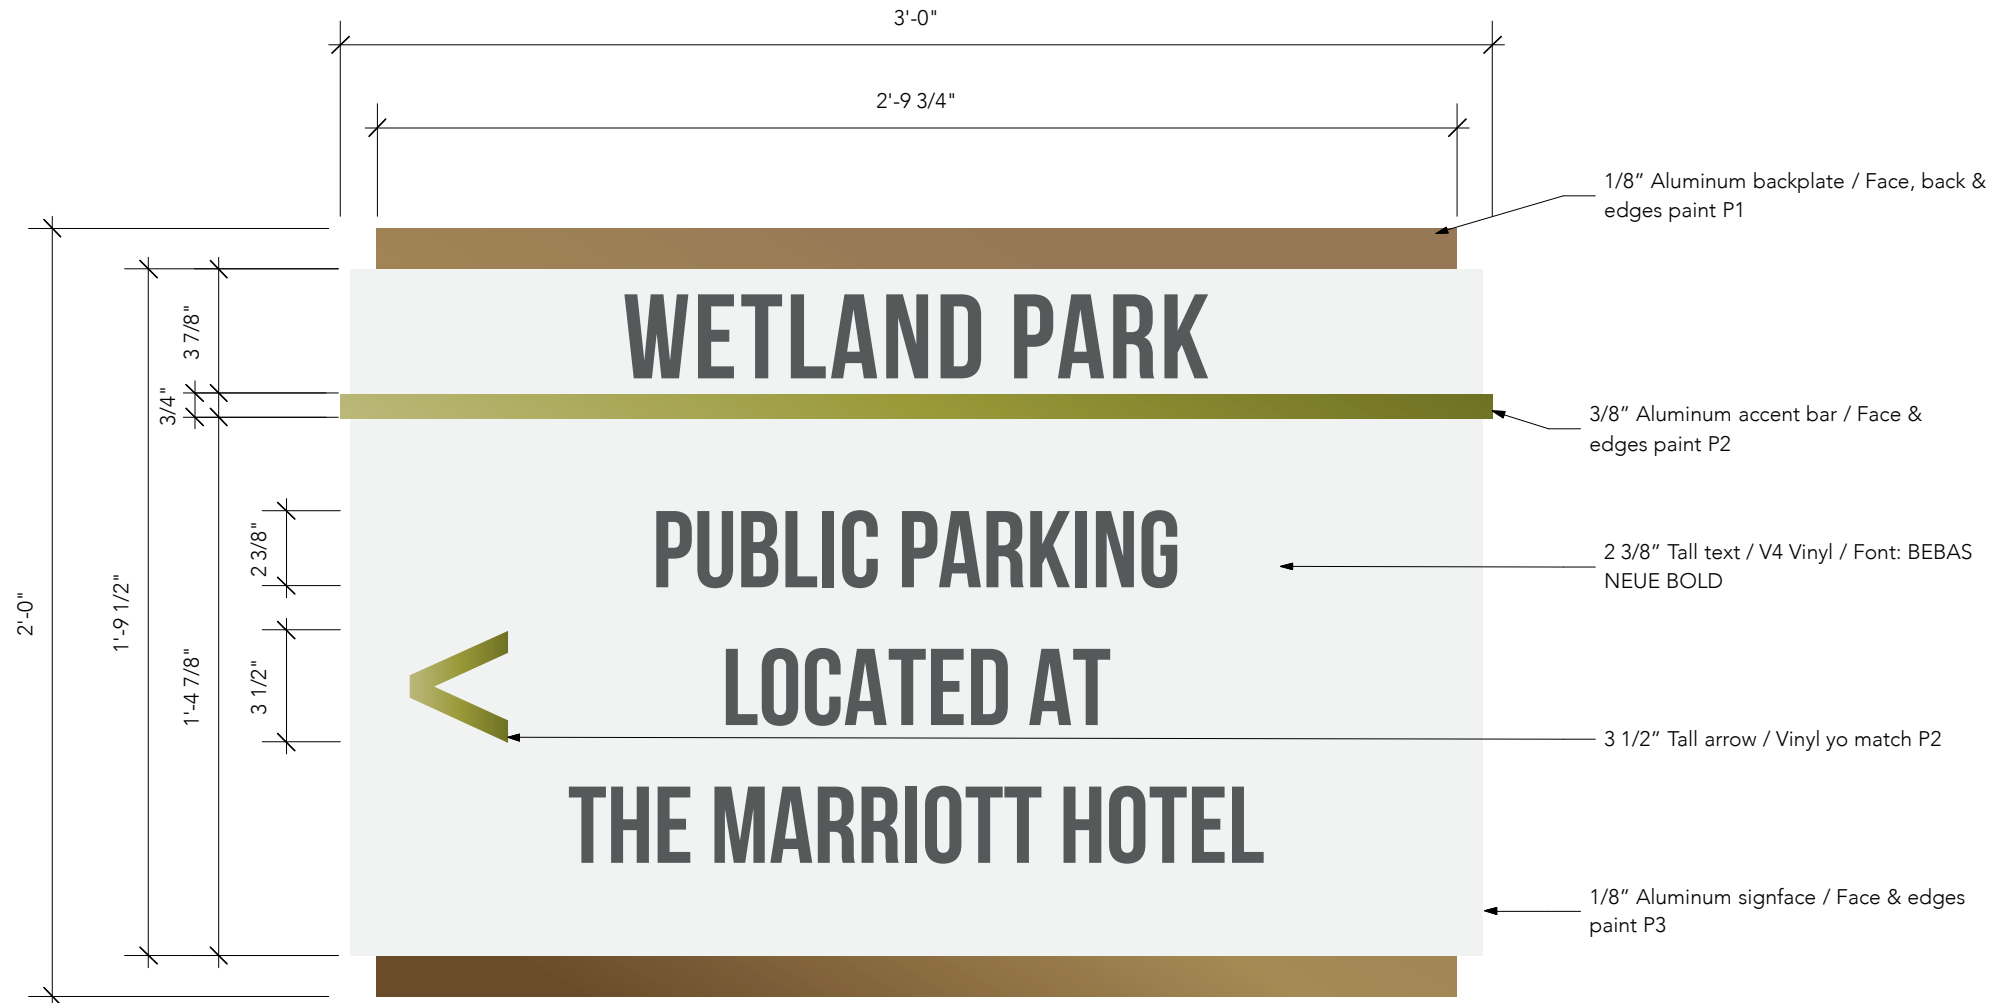 3'-0"
2'-9 3/4"
1/8” Aluminum backplate / Face, back &
edges paint P1
WETLAND PARK
3 7/8"
3/4"
3/8” Aluminum accent bar / Face &
edges paint P2
PUBLIC PARKING
2 3/8"
2 3/8” Tall text / V4 Vinyl / Font: BEBAS
NEUE BOLD
2'-0"
1'-9 1/2"
1'-4 7/8"
3 1/2"
<
LOCATED AT
3 1/2” Tall arrow / Vinyl yo match P2
THE MARRIOTT HOTEL
1/8” Aluminum signface / Face & edges
paint P3